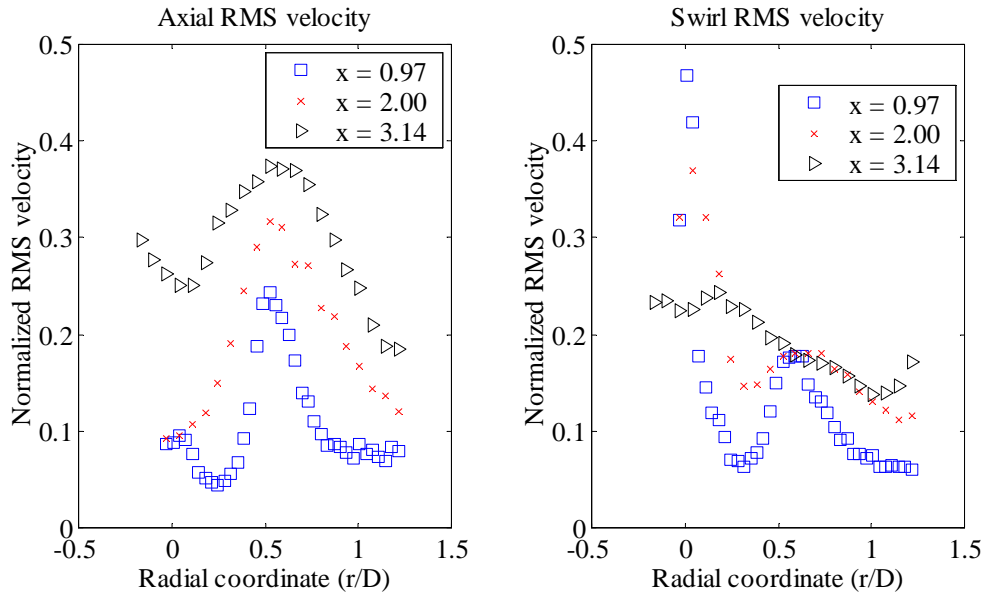 Axial RMS velocity
Normalized RMS velocity
0.5
0.4
0.3
0.2
0.1
0
-0.5
0
0.5
1
1.5
Radial coordinate (r/D)
x = 0.97
x = 2.00
x = 3.14
Swirl RMS velocity
Normalized RMS velocity
0.5
0.4
0.3
0.2
0.1
0
-0.5
0
0.5
1
1.5
Radial coordinate (r/D)
x = 0.97
x = 2.00
x = 3.14